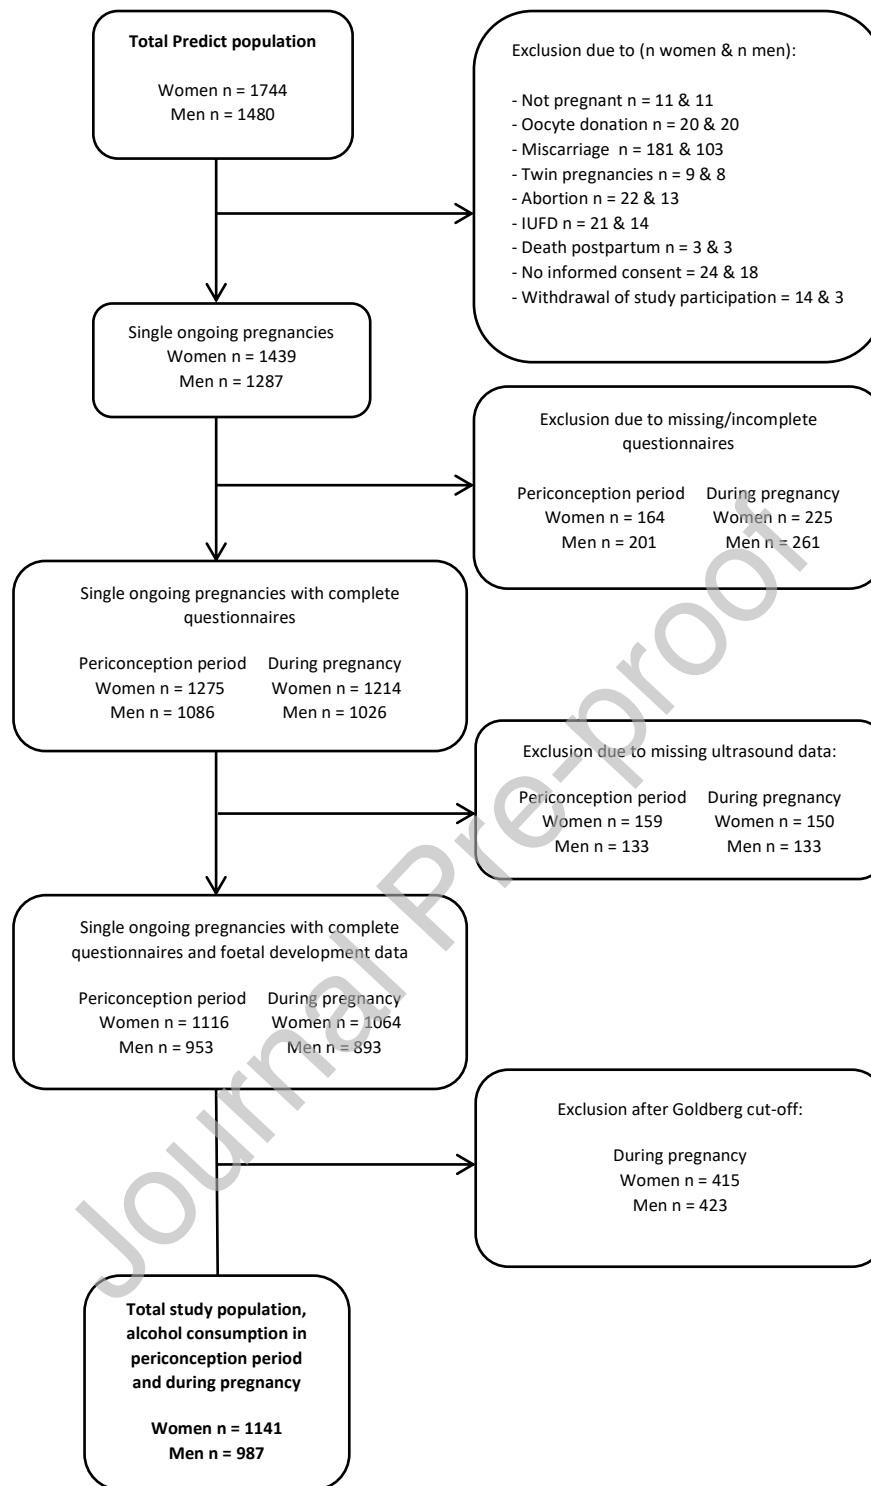 Total Predict population
Women n = 1744
Men n = 1480
Exclusion due to (n women & n men):
- Not pregnant n = 11 & 11
- Oocyte donation n = 20 & 20
- Miscarriage n = 181 & 103
- Twin pregnancies n = 9 & 8
- Abortion n = 22 & 13
- IUFD n = 21 & 14
- Death postpartum n = 3 & 3
- No informed consent = 24 & 18
- Withdrawal of study participation = 14 & 3
Single ongoing pregnancies
Women n = 1439
Men n = 1287
Exclusion due to missing/incomplete
questionnaires
Periconception period During pregnancy
Women n = 164 Women n = 225
Men n = 201 Men n = 261
Single ongoing pregnancies with complete
questionnaires
Periconception period During pregnancy
Women n = 1275 Women n = 1214
Men n = 1086 Men n = 1026
Exclusion due to missing ultrasound data:
Periconception period During pregnancy
Women n = 159 Women n = 150
Men n = 133 Men n = 133
Single ongoing pregnancies with complete
questionnaires and foetal development data
Periconception period During pregnancy
Women n = 1116 Women n = 1064
Men n = 953 Men n = 893
Exclusion after Goldberg cut-off:
During pregnancy
Women n = 415
Men n = 423
Total study population,
alcohol consumption in
periconception period
and during pregnancy
Women n = 1141
Men n = 987
Journal Pre-proof